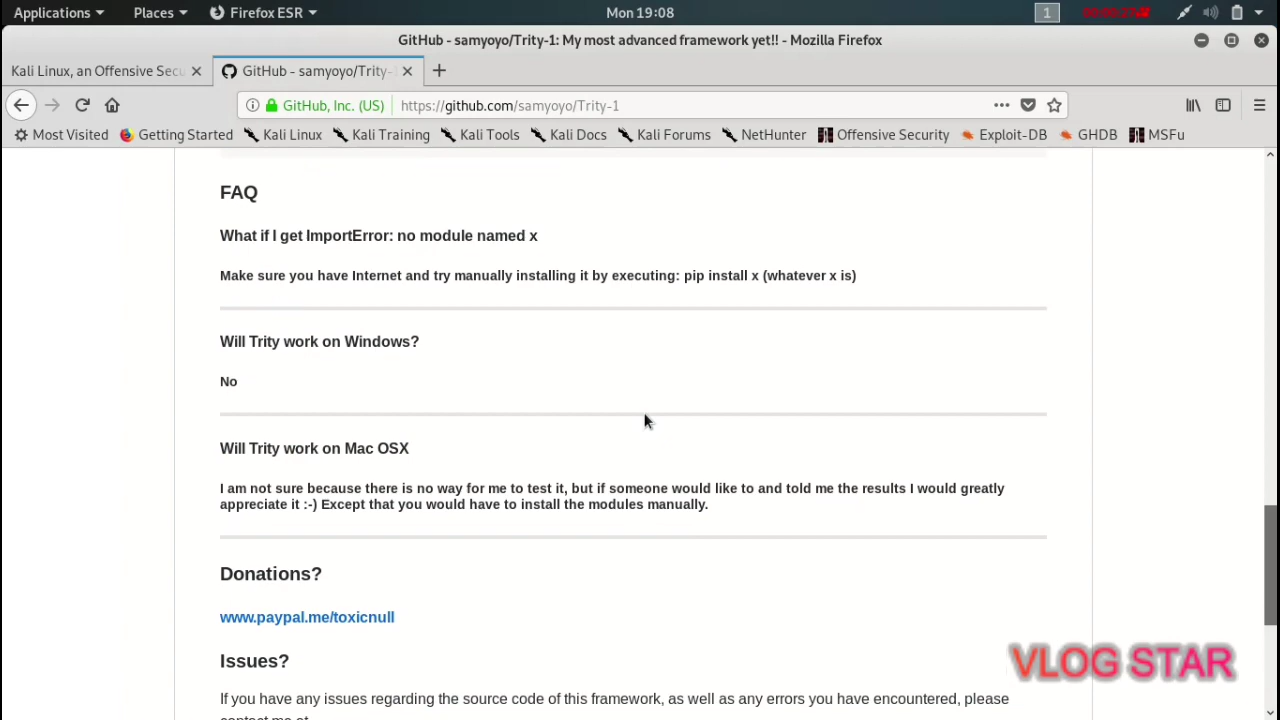 Applications Places Firefox ESR Mon 19:08 1
GitHub - samyoyo/Trity-1: My most advanced framework yet!! - Mozilla Firefox
Kali Linux, an Offensive Secu GitHub - samyoyo/Trity-1
GitHub, Inc. (US) https://github.com/samyoyo/Trity-1
Most Visited Getting Started Kali Linux Kali Training Kali Tools Kali Docs Kali Forums NetHunter Offensive Security Exploit-DB GHDB MSFu
FAQ
What if I get ImportError: no module named x
Make sure you have Internet and try manually installing it by executing: pip install x (whatever x is)
Will Trity work on Windows?
No
Will Trity work on Mac OSX
I am not sure because there is no way for me to test it, but if someone would like to and told me the results I would greatly
appreciate it :-) Except that you would have to install the modules manually.
Donations?
www.paypal.me/toxicnull
Issues?
VLOG STAR
If you have any issues regarding the source code of this framework, as well as any errors you have encountered, please
contact me at